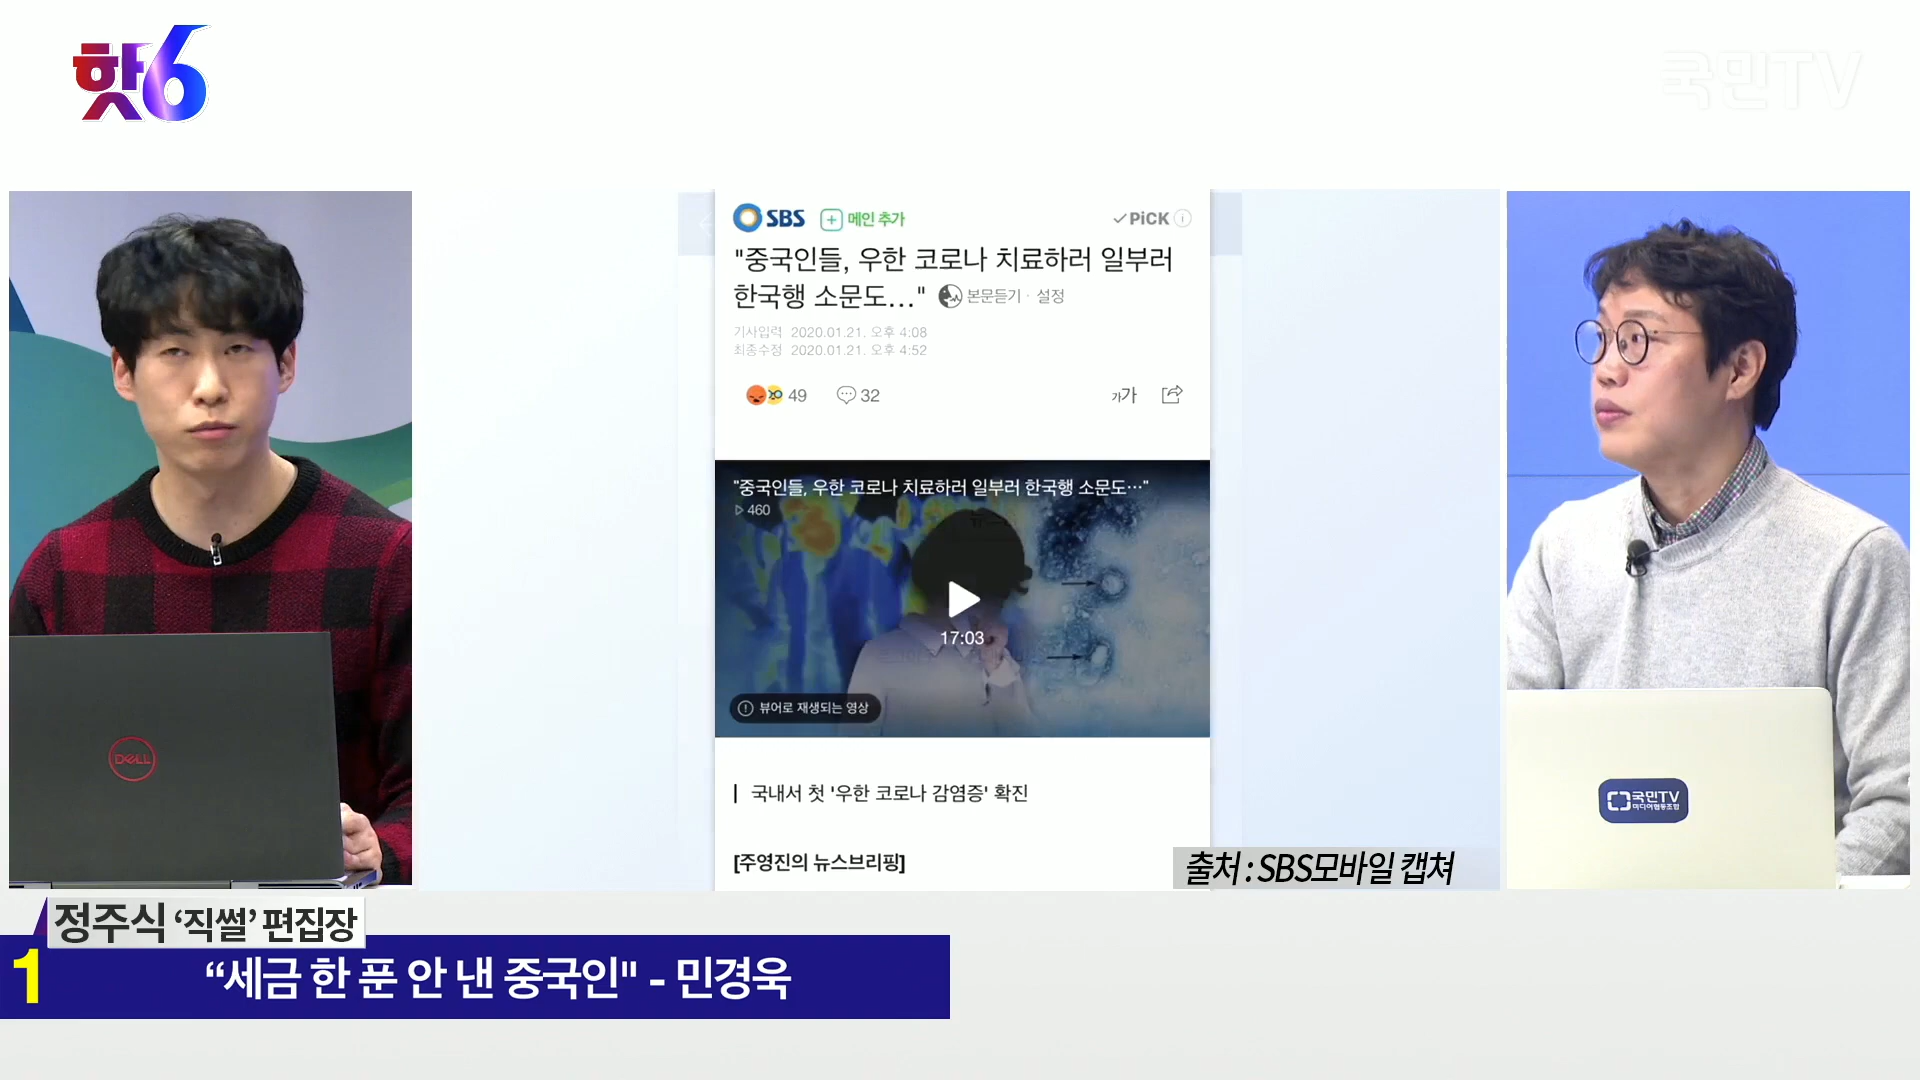 핫6
국민TV
SBS 메인 추가 PiCK
"중국인들, 우한 코로나 치료하러 일부러
한국행 소문도..." 본문듣기 · 설정
기사입력 2020.01.21. 오후 4:08
최종수정 2020.01.21. 오후 4:52
49 32 가가
"중국인들, 우한 코로나 치료하러 일부러 한국행 소문도…"
460
17:03
뷰어로 재생되는 영상
DELL
국민TV
미디어협동조합
국내서 첫 '우한 코로나 감염증' 확진
[주영진의 뉴스브리핑]
출처 : SBS모바일 캡쳐
정주식 ‘직썰’ 편집장
1 “세금 한 푼 안 낸 중국인" - 민경욱